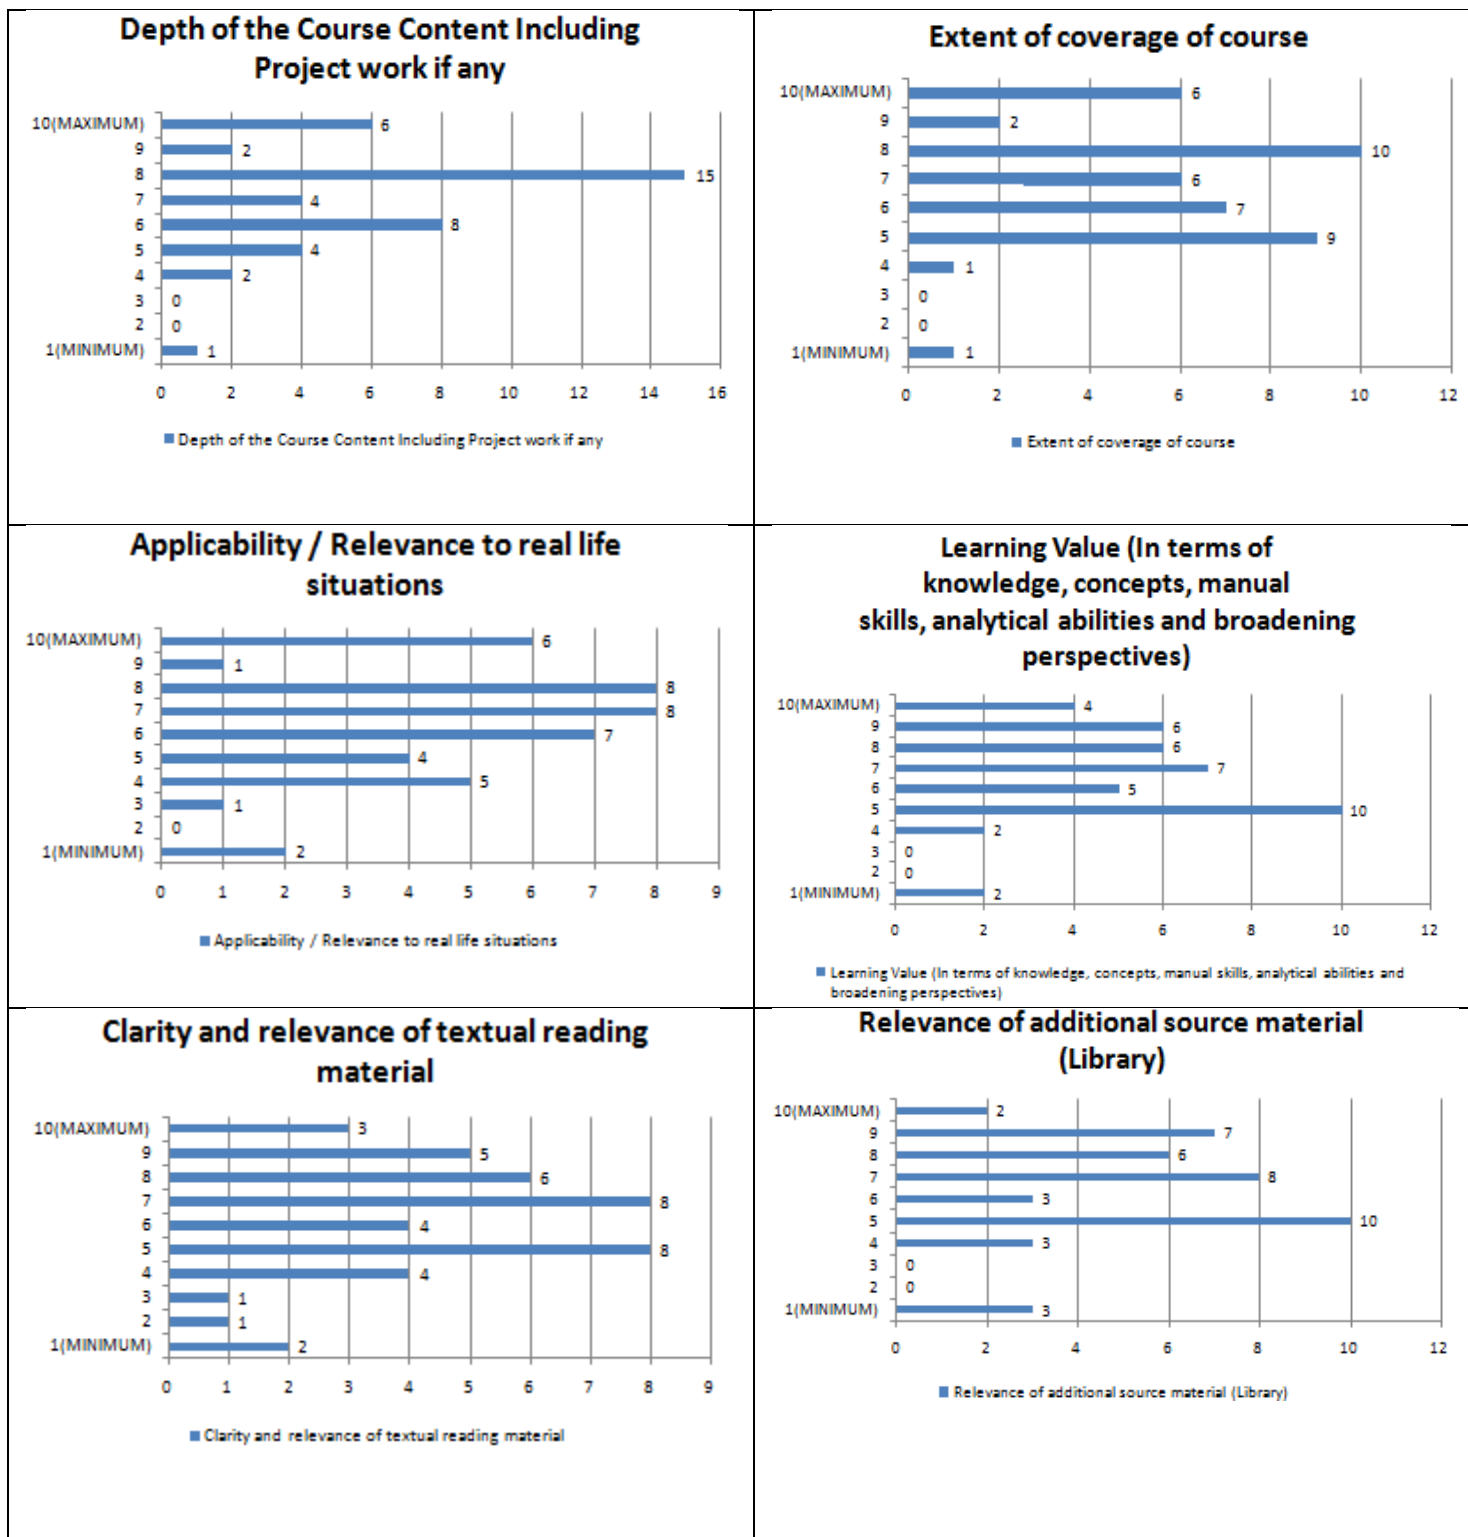 Depth of the Course Content Including
Project work if any
10(MAXIMUM) 6
9 2
8 15
7 4
6 8
5 4
4 2
3 0
2 0
1(MINIMUM) 1
0 2 4 6 8 10 12 14 16
Depth of the Course Content Including Project work if any
Extent of coverage of course
10(MAXIMUM) 6
9 2
8 10
7 6
6 7
5 9
4 1
3 0
2 0
1(MINIMUM) 1
0 2 4 6 8 10 12
Extent of coverage of course
Applicability / Relevance to real life
situations
10(MAXIMUM) 6
9 1
8 8
7 8
6 7
5 4
4 5
3 1
2 0
1(MINIMUM) 2
0 1 2 3 4 5 6 7 8 9
Applicability / Relevance to real life situations
Learning Value (In terms of
knowledge, concepts, manual
skills, analytical abilities and broadening
perspectives)
10(MAXIMUM) 4
9 6
8 6
7 7
6 5
5 10
4 2
3 0
2 0
1(MINIMUM) 2
0 2 4 6 8 10 12
Learning Value (In terms of knowledge, concepts, manual skills, analytical abilities and
broadening perspectives)
Clarity and relevance of textual reading
material
10(MAXIMUM) 3
9 5
8 6
7 8
6 4
5 8
4 4
3 1
2 1
1(MINIMUM) 2
0 1 2 3 4 5 6 7 8 9
Clarity and relevance of textual reading material
Relevance of additional source material
(Library)
10(MAXIMUM) 2
9 7
8 6
7 8
6 3
5 10
4 3
3 0
2 0
1(MINIMUM) 3
0 2 4 6 8 10 12
Relevance of additional source material (Library)